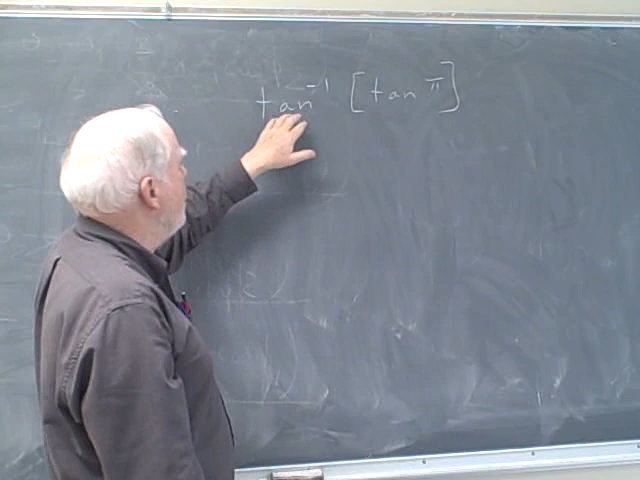 tan⁻¹ [tan π]